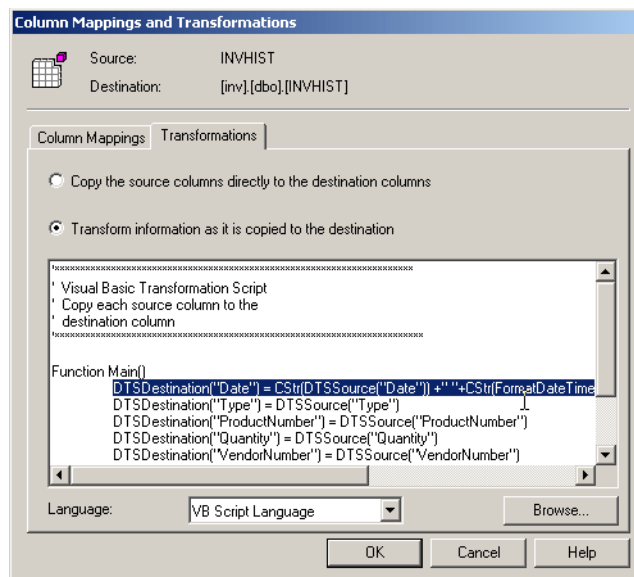 Column Mappings and Transformations
Source: INVHIST
Destination: [inv].[dbo].[INVHIST]
Column Mappings Transformations
Copy the source columns directly to the destination columns
Transform information as it is copied to the destination
' Visual Basic Transformation Script
' Copy each source column to the
' destination column
Function Main()
DTSDestination("Date") = CStr(DTSSource("Date")) +" "+CStr(FormatDateTime
DTSDestination("Type") = DTSSource("Type")
DTSDestination("ProductNumber") = DTSSource("ProductNumber")
DTSDestination("Quantity") = DTSSource("Quantity")
DTSDestination("VendorNumber") = DTSSource("VendorNumber")
Language: VB Script Language Browse...
OK Cancel Help